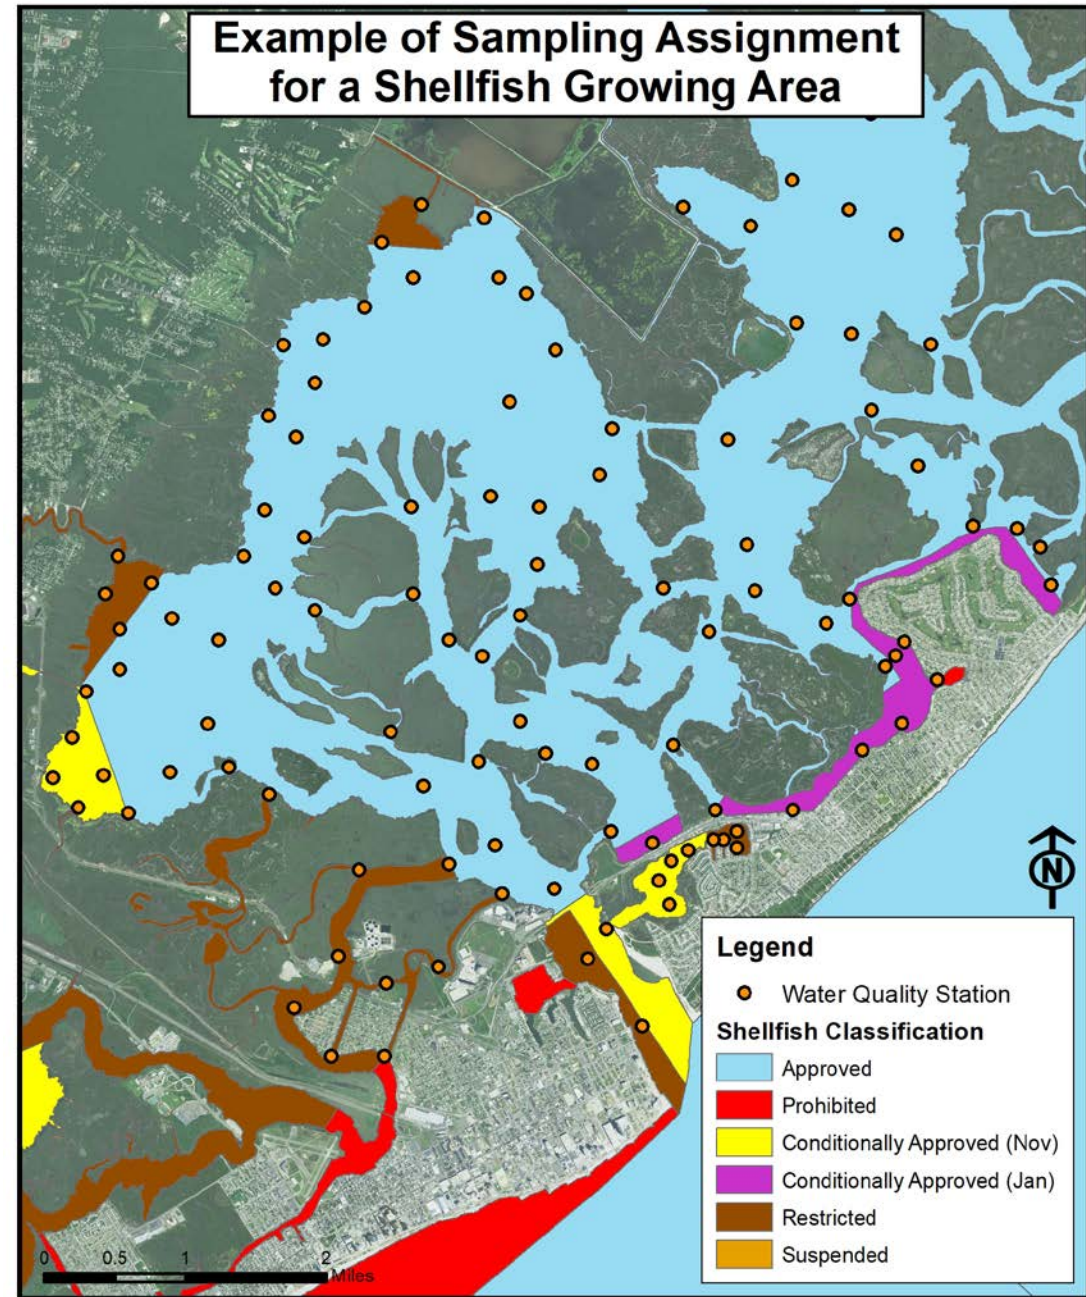 Example of Sampling Assignment
for a Shellfish Growing Area
N
Legend
Water Quality Station
Shellfish Classification
Approved
Prohibited
Conditionally Approved (Nov)
Conditionally Approved (Jan)
Restricted
Suspended
0 0.5 1 2
Miles